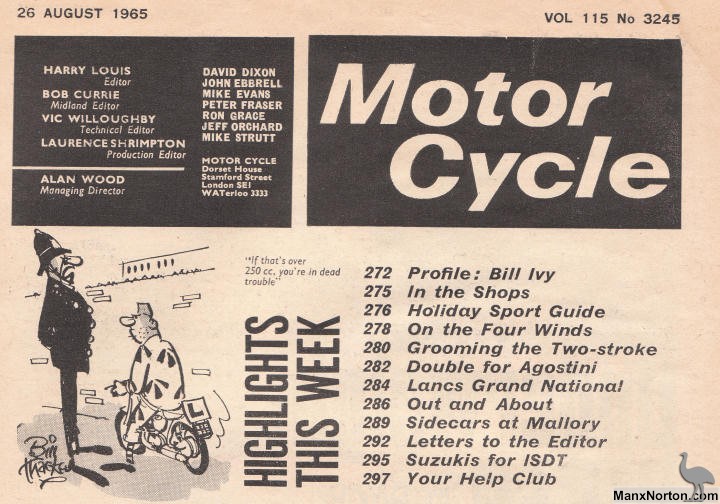 26 AUGUST 1965
VOL 115 No 3245
HARRY LOUIS
Editor
BOB CURRIE
Midland Editor
VIC WILLOUGHBY
Technical Editor
LAURENCE SHRIMPTON
Production Editor
ALAN WOOD
Managing Director
DAVID DIXON
JOHN EBBRELL
MIKE EVANS
PETER FRASER
RON GRACE
JEFF ORCHARD
MIKE STRUTT
MOTOR CYCLE
Dorset House
Stamford Street
London SE1
WATerloo 3333
Motor
Cycle
"If that's over
250 cc, you're in dead
trouble"
L
HIGHLIGHTS
THIS WEEK
272 Profile: Bill Ivy
275 In the Shops
276 Holiday Sport Guide
278 On the Four Winds
280 Grooming the Two-stroke
282 Double for Agostini
284 Lancs Grand National
286 Out and About
289 Sidecars at Mallory
292 Letters to the Editor
295 Suzukis for ISDT
297 Your Help Club
Bill
ManxNorton.com